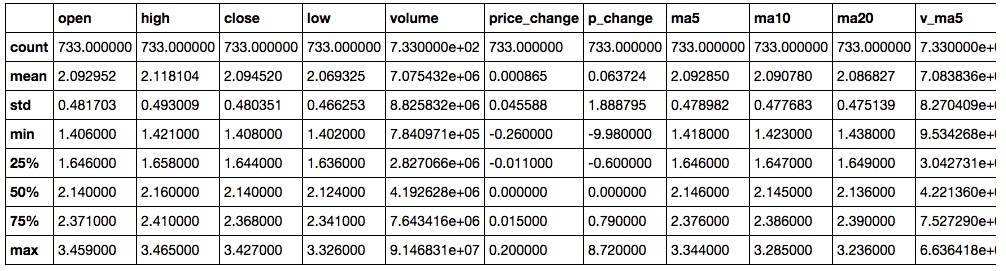 open high close low volume price_change p_change ma5 ma10 ma20 v_ma5
count 733.000000 733.000000 733.000000 733.000000 7.330000e+02 733.000000 733.000000 733.000000 733.000000 733.000000 7.330000e+0
mean 2.092952 2.118104 2.094520 2.069325 7.075432e+06 0.000865 0.063724 2.092850 2.090780 2.086827 7.083836e+0
std 0.481703 0.493009 0.480351 0.466253 8.825832e+06 0.045588 1.888795 0.478982 0.477683 0.475139 8.270409e+0
min 1.406000 1.421000 1.408000 1.402000 7.840971e+05 -0.260000 -9.980000 1.418000 1.423000 1.438000 9.534268e+0
25% 1.646000 1.658000 1.644000 1.636000 2.827066e+06 -0.011000 -0.600000 1.646000 1.647000 1.649000 3.042731e+0
50% 2.140000 2.160000 2.140000 2.124000 4.192628e+06 0.000000 0.000000 2.146000 2.145000 2.136000 4.221360e+0
75% 2.371000 2.410000 2.368000 2.341000 7.643416e+06 0.015000 0.790000 2.376000 2.386000 2.390000 7.527290e+0
max 3.459000 3.465000 3.427000 3.326000 9.146831e+07 0.200000 8.720000 3.344000 3.285000 3.236000 6.636418e+0